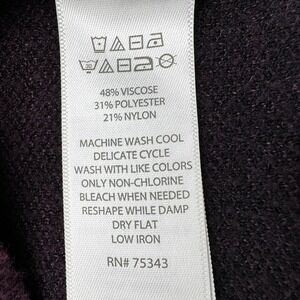 30
48% VISCOSE
31% POLYESTER
21% NYLON
MACHINE WASH COOL
DELICATE CYCLE
WASH WITH LIKE COLORS
ONLY NON-CHLORINE
BLEACH WHEN NEEDED
RESHAPE WHILE DAMP
DRY FLAT
LOW IRON
RN# 75343